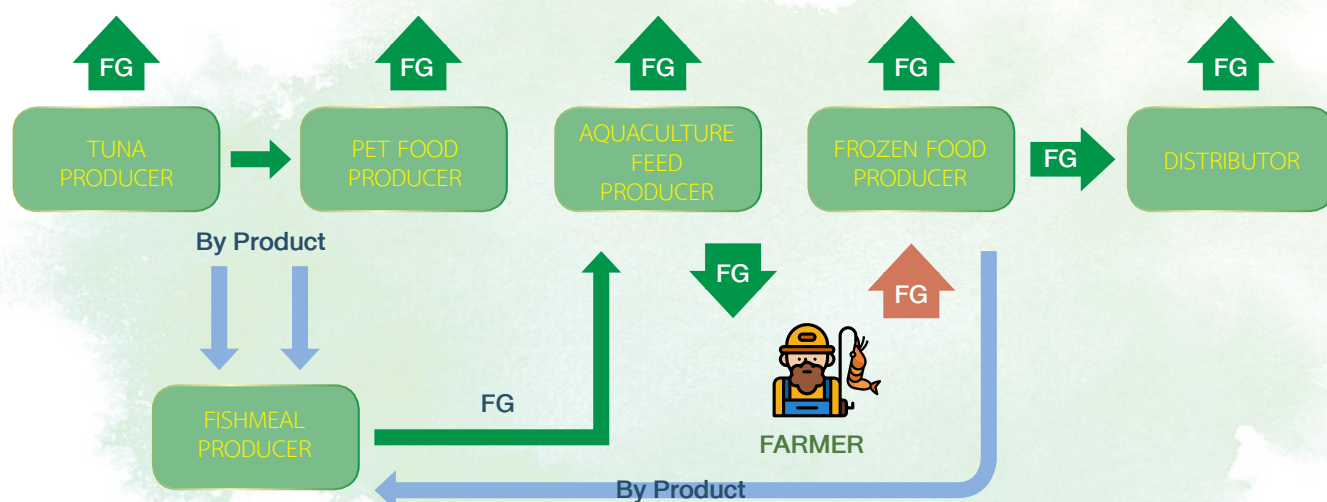 FG
FG
FG
FG
FG
TUNA
PRODUCER
PET FOOD
PRODUCER
AQUACULTURE
FEED
PRODUCER
FROZEN FOOD
PRODUCER
FG
DISTRIBUTOR
By Product
FG
FG
FISHMEAL
PRODUCER
FG
FARMER
By Product